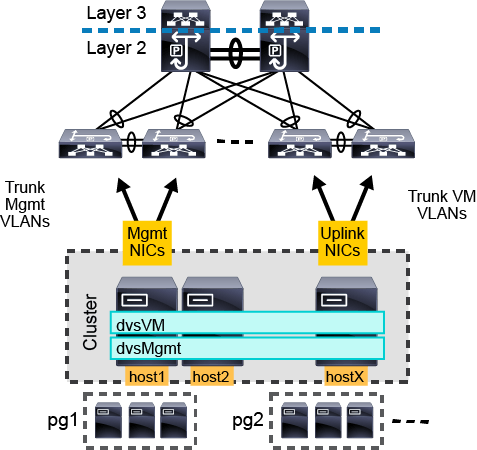 Layer 3
Layer 2
P
P
Trunk
Mgmt
VLANs
Trunk VM
VLANs
Mgmt
NICs
Uplink
NICs
Cluster
dvsVM
dvsMgmt
host1
host2
hostX
pg1
pg2